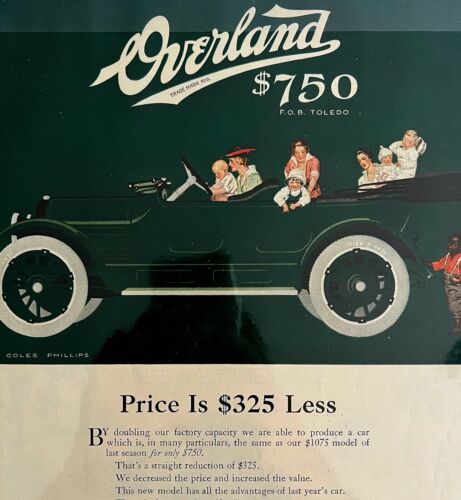 Overland
TRADE MARK REG.
$750
F.O.B. TOLEDO
COLES PHILLIPS
Price Is $325 Less
BY doubling our factory capacity we are able to produce a car
which is, in many particulars, the same as our $1075 model of
last season for only $750.
That's a straight reduction of $325.
We decreased the price and increased the value.
This new model has all the advantages of last year's car.